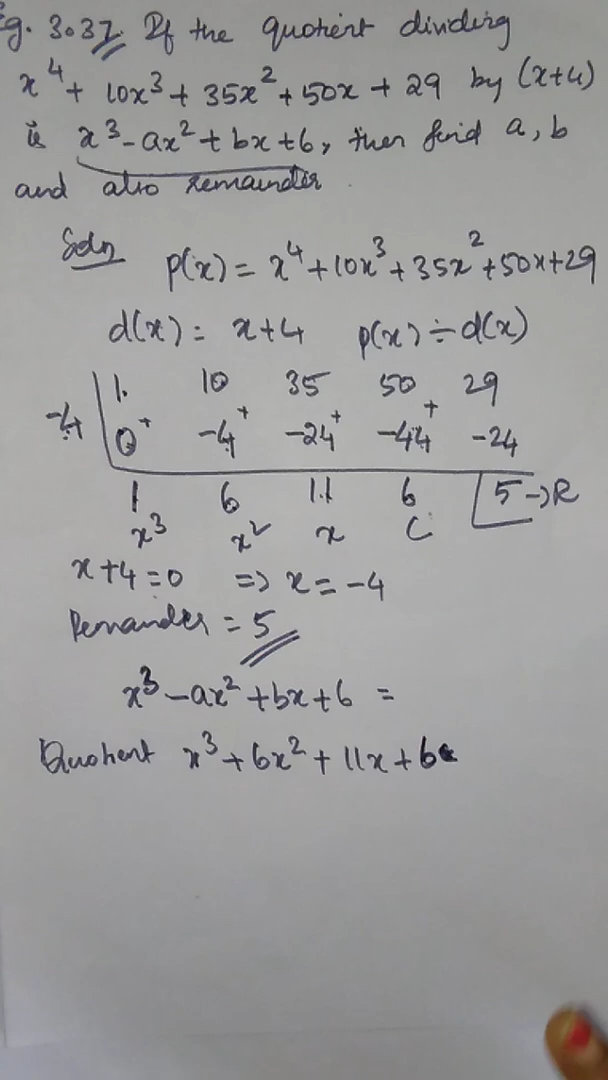 Eg. 3.37 If the quotient dividing
x⁴ + 10x³ + 35x² + 50x + 29 by (x+4)
is x³ - ax² + bx + 6, then find a, b
and also remainder
Soln P(x) = x⁴ + 10x³ + 35x² + 50x + 29
d(x) = x+4 p(x) ÷ d(x)
1. 10 35 50 29
-4 0 + -4 + -24 + -44 + -24
1 6 11 6 5 → R
x³ x² x C
x+4=0 => x = -4
Remainder = 5
x³ - ax² + bx + 6 =
Quotient x³ + 6x² + 11x + 6